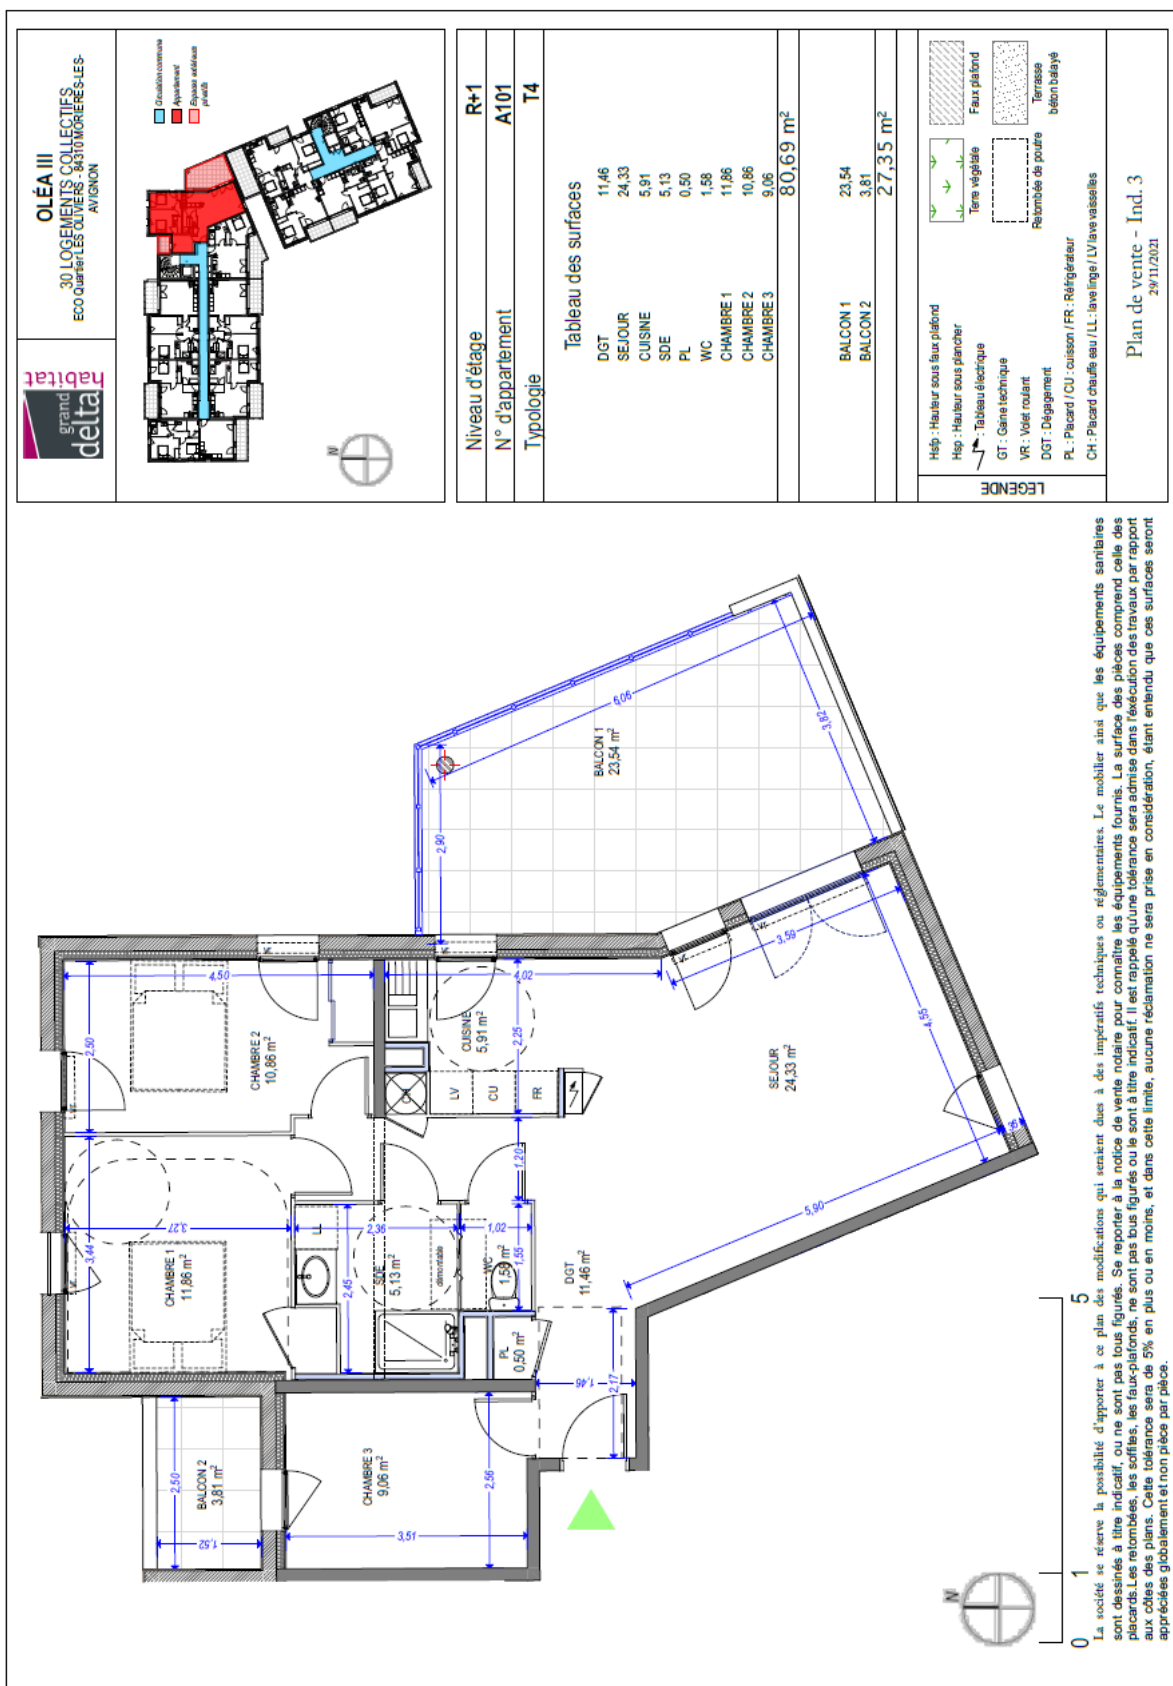 grand
delta
habitat
OLÉA III
30 LOGEMENTS COLLECTIFS
ECO Quartier LES OLIVIERS - 84310 MORIERES-LES-
AVIGNON
Circulation commune
Appartement
Espaces extérieurs
privatifs
N
Niveau d'étage R+1
N° d'appartement A101
Typologie T4
Tableau des surfaces
DGT 11,46
SEJOUR 24,33
CUISINE 5,91
SDE 5,13
PL 0,50
WC 1,58
CHAMBRE 1 11,86
CHAMBRE 2 10,86
CHAMBRE 3 9,06
80,69 m²
BALCON 1 23,54
BALCON 2 3,81
27,35 m²
LEGENDE
Hsfp : Hauteur sous faux plafond
Hsp : Hauteur sous plancher
: Tableau électrique
GT : Gaine technique
VR : Volet roulant
DGT : Dégagement
PL : Placard / CU : cuisson / FR : Réfrigérateur
CH : Placard chauffe eau / LL : lave linge / LV lave vaisselles
Terre végétale
Faux plafond
Retombée de poutre
Terrasse
béton balayé
Plan de vente - Ind. 3
29/11/2021
BALCON 2
3,81 m²
2,50
1,52
CHAMBRE 3
9,06 m²
3,51
2,56
CHAMBRE 1
11,86 m²
3,44
3,27
CHAMBRE 2
10,86 m²
2,50
4,50
LL
SDE
5,13 m²
2,45
2,36
démontable
WC
1,58 m²
1,02
1,55
1,20
PL
0,50 m²
DGT
11,46 m²
1,46
2,17
CUISINE
5,91 m²
4,02
2,25
CH
LV
CU
FR
SEJOUR
24,33 m²
3,59
4,55
5,90
BALCON 1
23,54 m²
2,90
6,05
3,82
N
0 1 5
La société se réserve la possibilité d'apporter à ce plan des modifications qui seraient dues à des impératifs techniques ou réglementaires. Le mobilier ainsi que les équipements sanitaires
sont dessinés à titre indicatif, ou ne sont pas tous figurés. Se reporter à la notice de vente notaire pour connaître les équipements fournis. La surface des pièces comprend celle des
placards.Les retombées, les soffites, les faux-plafonds, ne sont pas tous figurés ou le sont à titre indicatif. Il est rappelé qu'une tolérance sera admise dans l'éxécution des travaux par rapport
aux côtes des plans. Cette tolérance sera de 5% en plus ou en moins, et dans cette limite, aucune réclamation ne sera prise en considération, étant entendu que ces surfaces seront
appréciées globalement et non pièce par pièce.